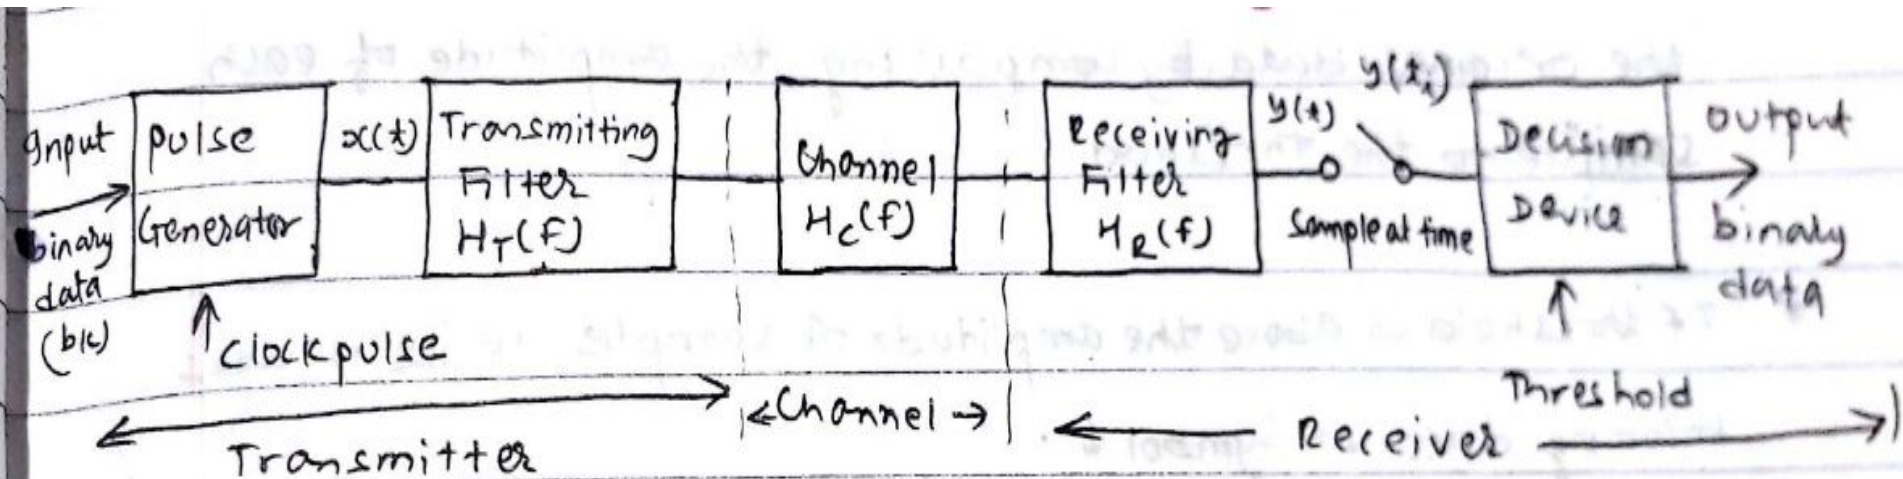 Input
binary
data
(bk)
Pulse
Generator
Clockpulse
x(t)
Transmitting
Filter
H_T(f)
Channel
H_c(f)
Receiving
Filter
H_R(f)
y(t)
y(t_i)
Sample at time
Decision
Device
Threshold
output
binary
data
Transmitter
Channel
Receiver